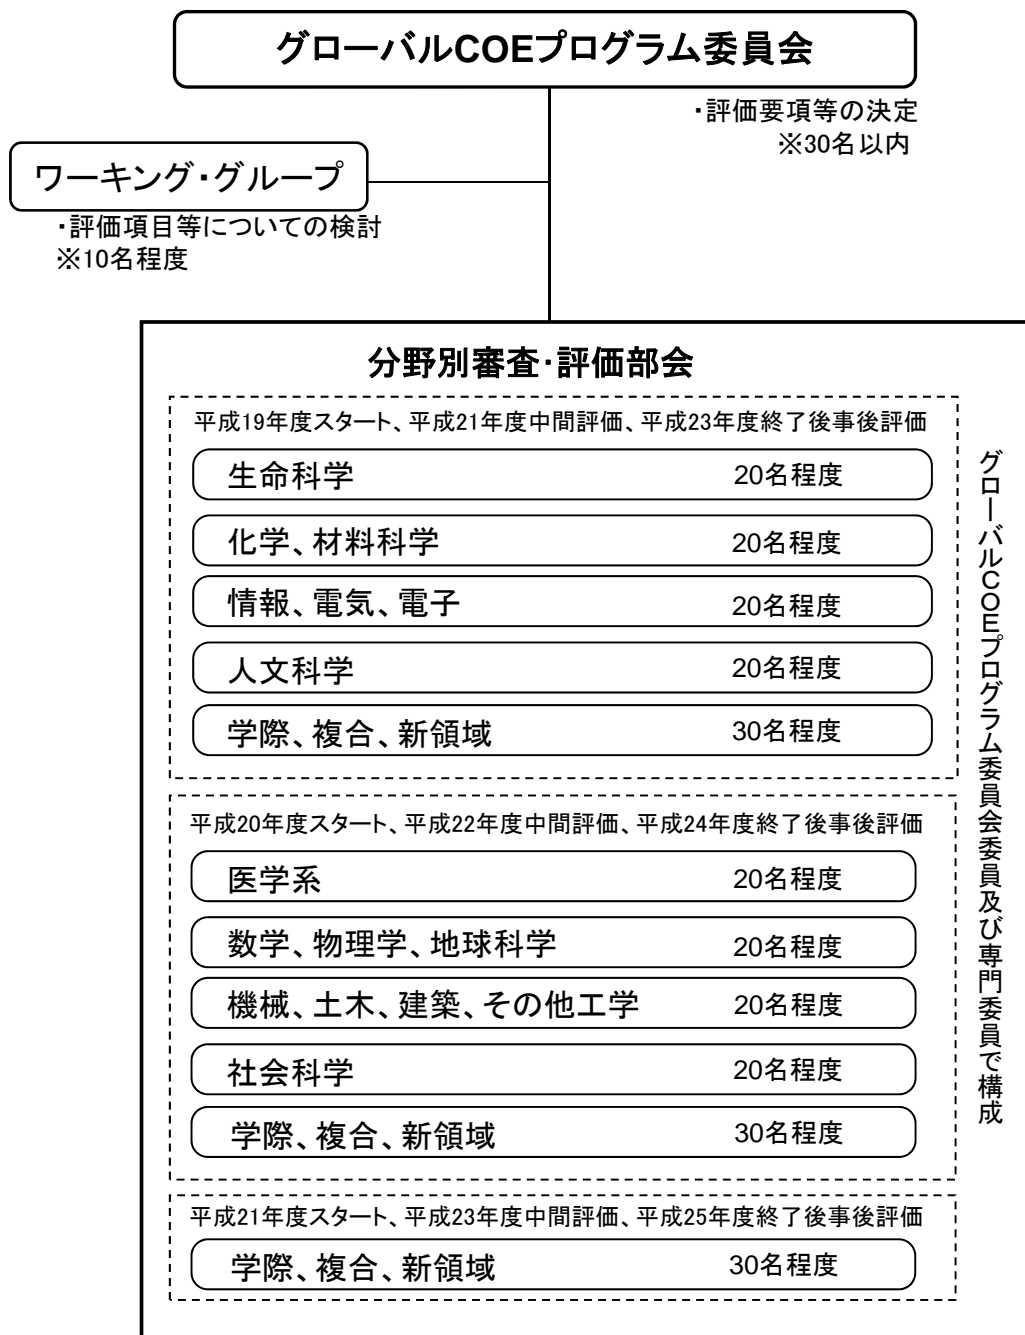 グローバルCOEプログラム委員会
・評価要項等の決定
※30名以内
ワーキング・グループ
・評価項目等についての検討
※10名程度
分野別審査・評価部会
平成19年度スタート、平成21年度中間評価、平成23年度終了後事後評価
生命科学 20名程度
化学、材料科学 20名程度
情報、電気、電子 20名程度
人文科学 20名程度
学際、複合、新領域 30名程度
平成20年度スタート、平成22年度中間評価、平成24年度終了後事後評価
医学系 20名程度
数学、物理学、地球科学 20名程度
機械、土木、建築、その他工学 20名程度
社会科学 20名程度
学際、複合、新領域 30名程度
平成21年度スタート、平成23年度中間評価、平成25年度終了後事後評価
学際、複合、新領域 30名程度
グローバルCOEプログラム委員会委員及び専門委員で構成